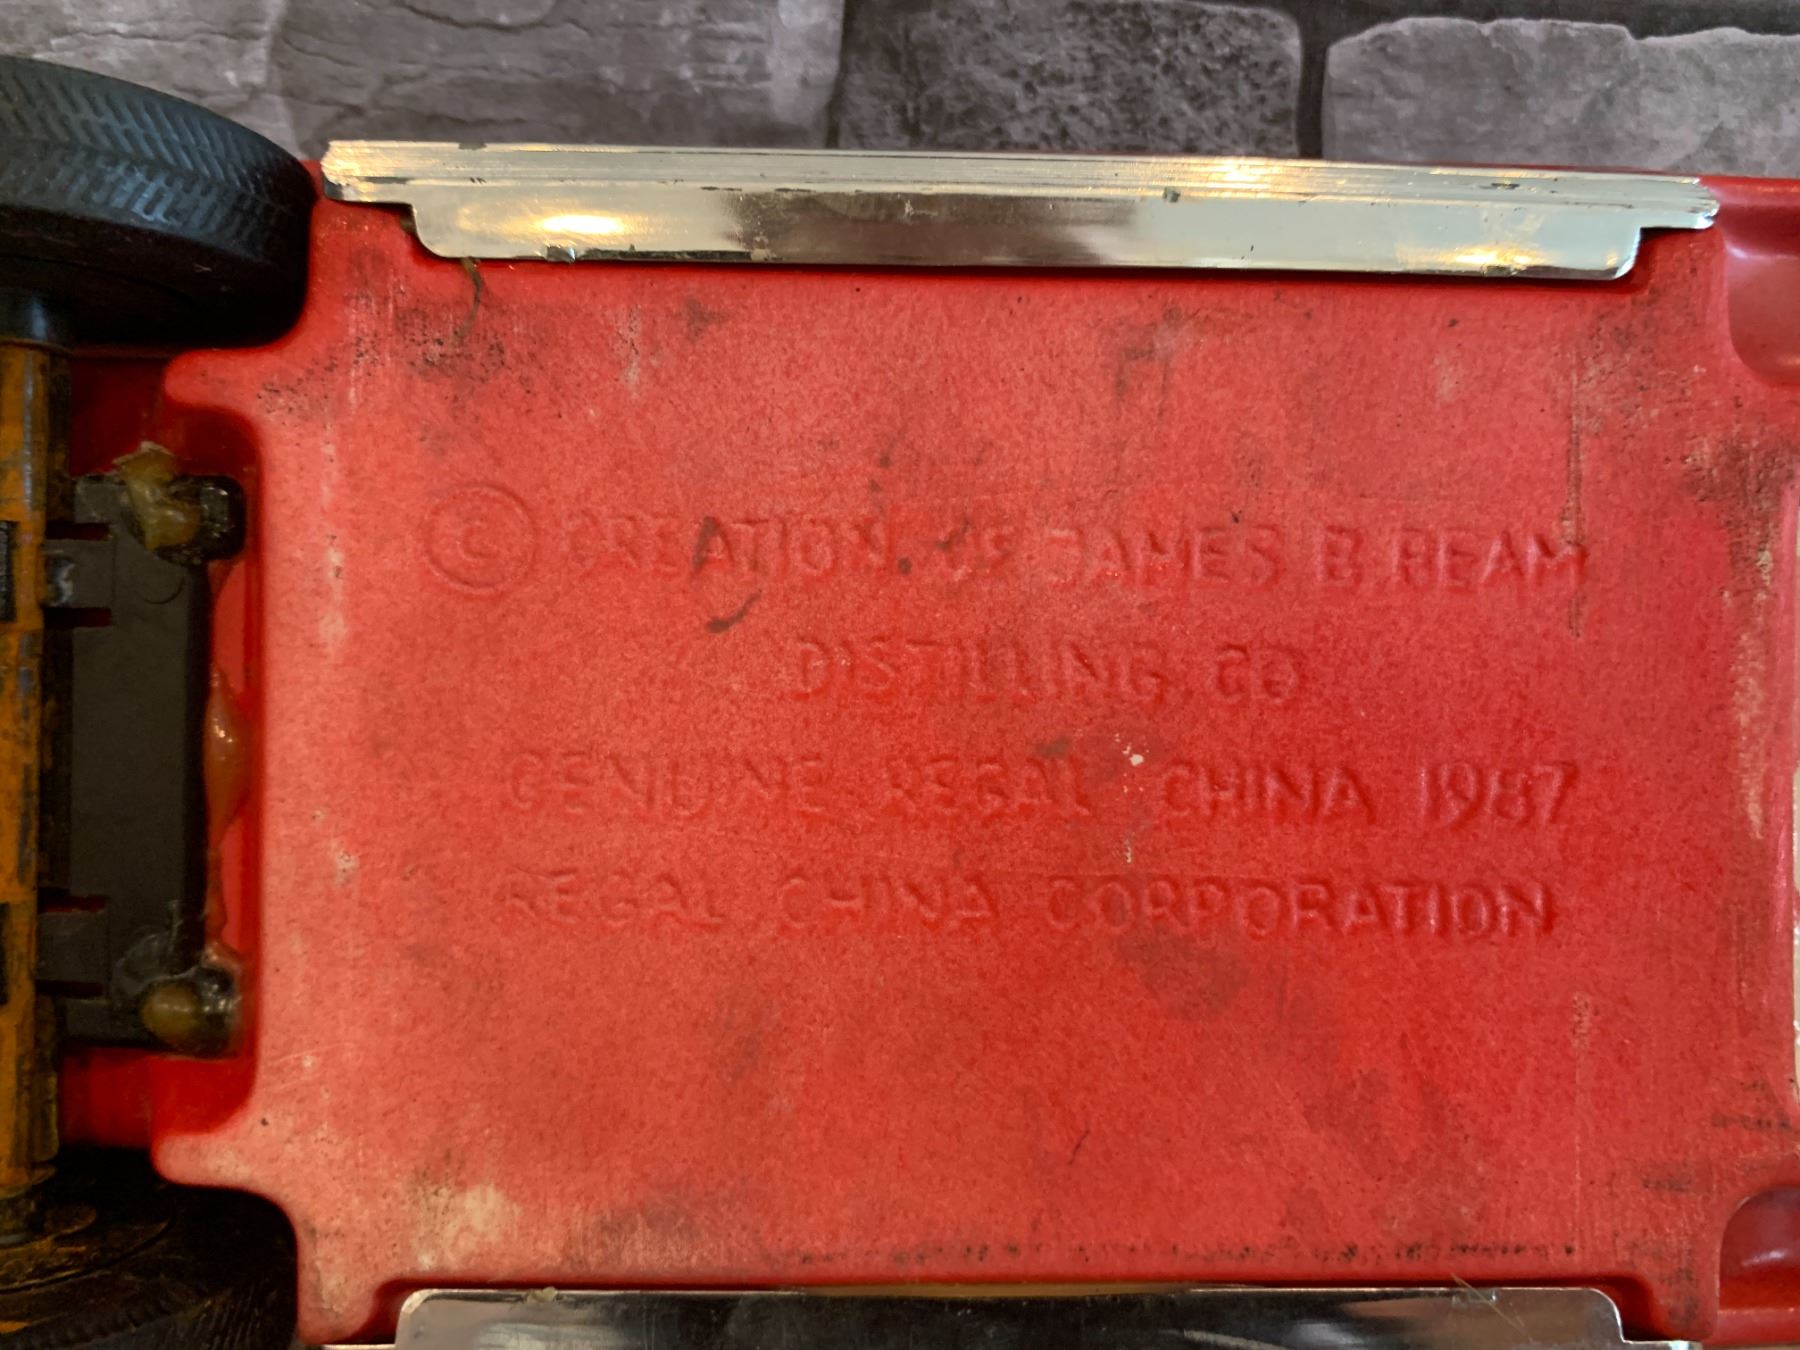 © CREATION OF JAMES B. BEAM
DISTILLING CO
GENUINE REGAL CHINA 1987
REGAL CHINA CORPORATION